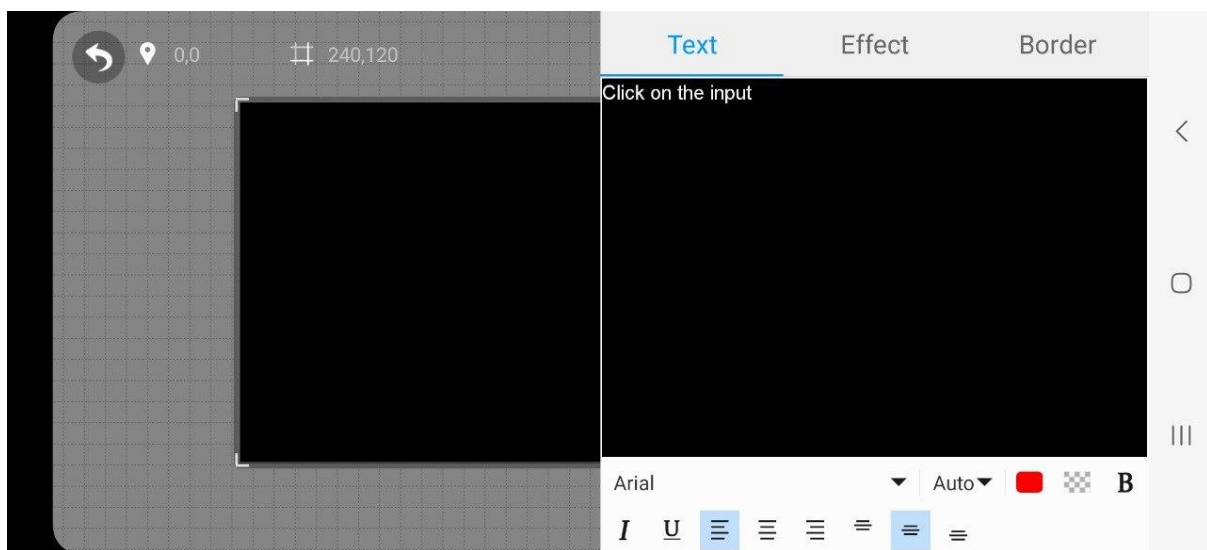 0,0 240,120
Text Effect Border
Click on the input
Arial Auto B
I U